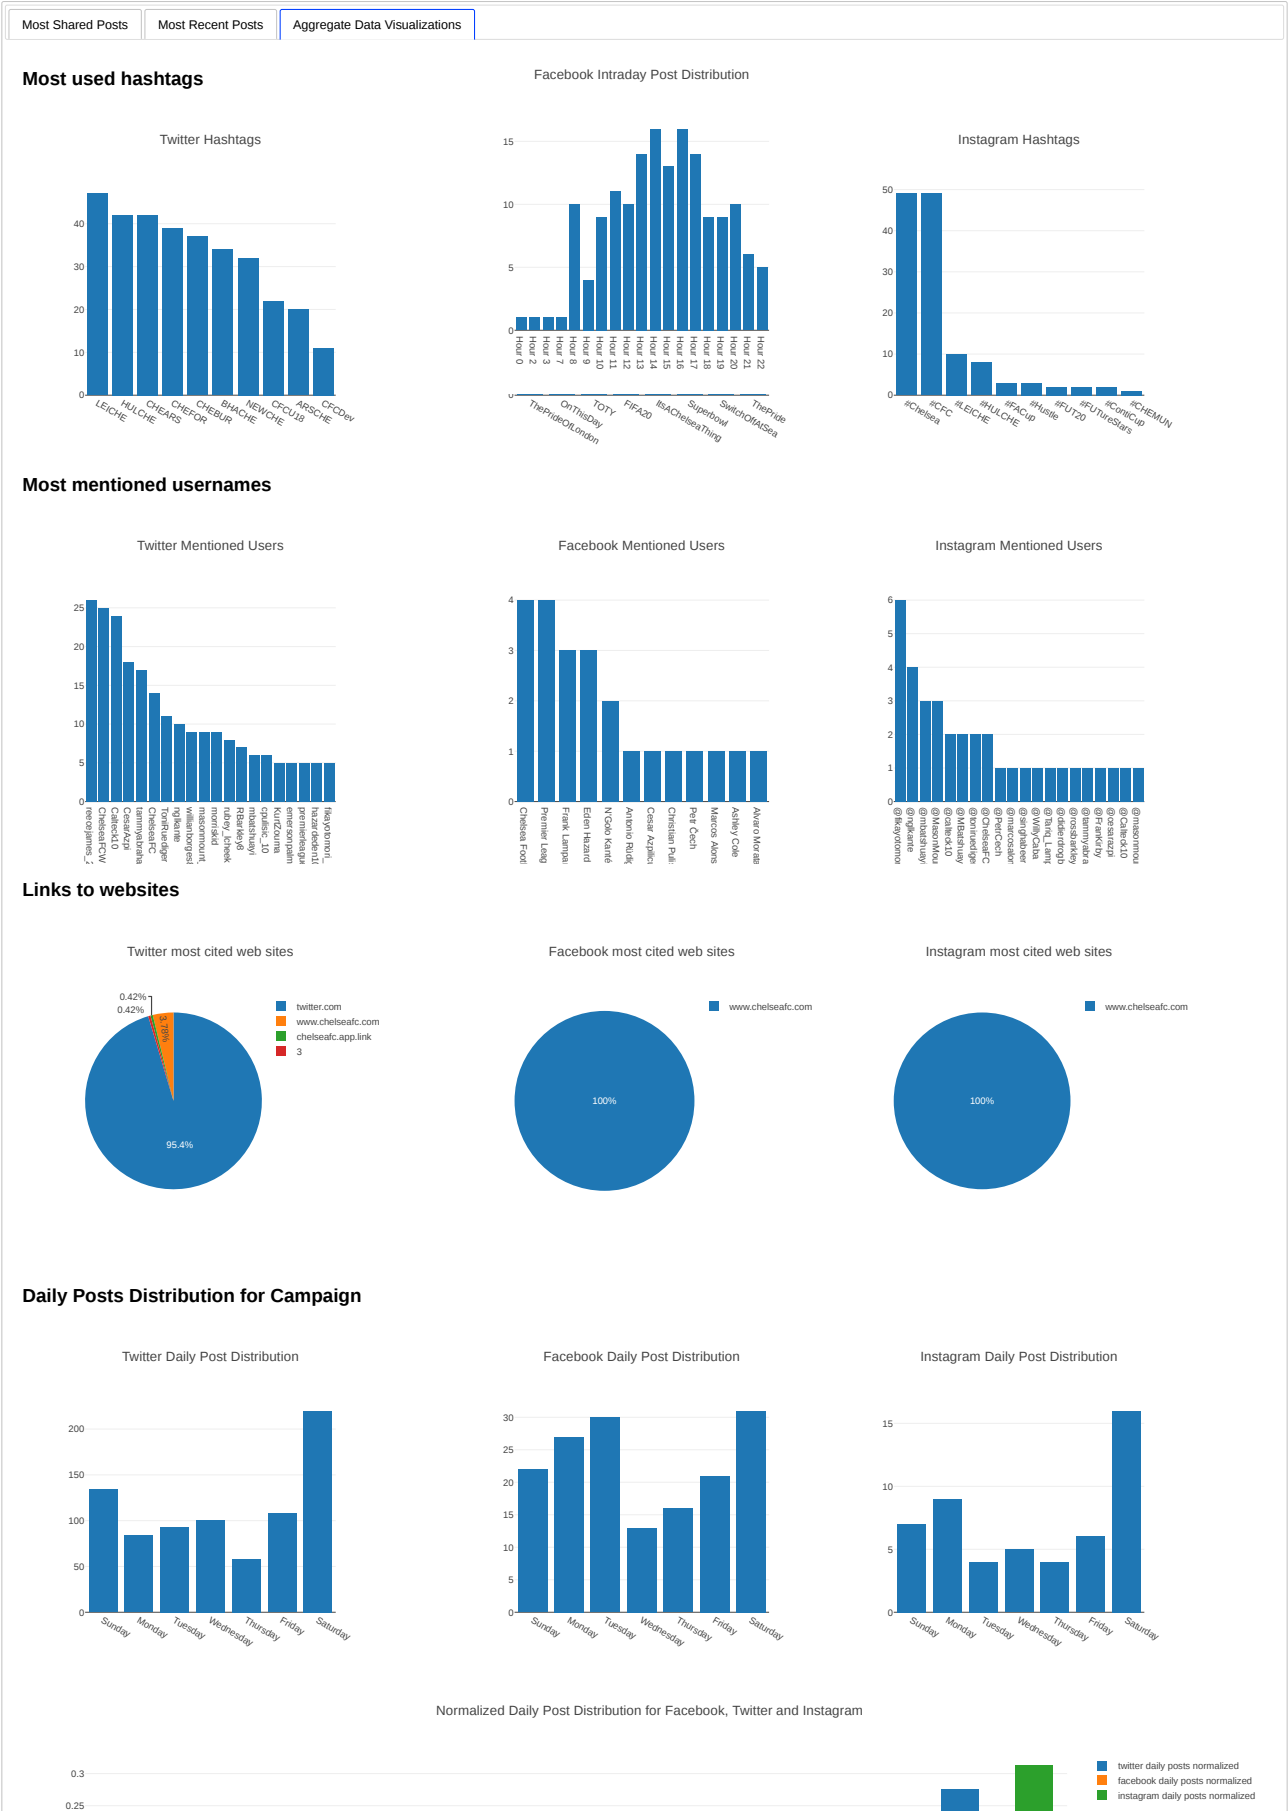 Most Shared Posts
Most Recent Posts
Aggregate Data Visualizations
Most used hashtags
Twitter Hashtags
40
30
20
10
0
LEICHE
HULCHE
CHEARS
CHEFOR
CHEBUR
BHACHE
NEWCHE
CFCU18
ARSCHE
CFCDev
Facebook Intraday Post Distribution
15
10
5
0
Hour 0
Hour 2
Hour 3
Hour 7
Hour 8
Hour 9
Hour 10
Hour 11
Hour 12
Hour 13
Hour 14
Hour 15
Hour 16
Hour 17
Hour 18
Hour 19
Hour 20
Hour 21
Hour 22
ThePrideOfLondon
OnThisDay
TOTY
FIFA20
ItsAChelseaThing
Superbowl
SwitchOffAtSea
ThePride
Instagram Hashtags
50
40
30
20
10
0
#Chelsea
#CFC
#LEICHE
#HULCHE
#FACup
#Hustle
#FUT20
#FUTureStars
#ContiCup
#CHEMUN
Most mentioned usernames
Twitter Mentioned Users
25
20
15
10
5
0
ChelseaFCW
Calteck10
CesarAzpi
tammyabraha
ChelseaFC
ToniRuediger
nglkante
willianborges
masonmount_
morriskid
rubey_lcheek
RBarkley8
mbatshuayi
cpulisic_10
KurtZouma
emersonpalm
premierleagu
hazardeden10
fikayotomori_
Facebook Mentioned Users
4
3
2
1
0
Chelsea Foot
Premier Leag
Frank Lampa
Eden Hazard
N'Golo Kanté
Antonio Rüdig
Cesar Azpilic
Christian Puli
Petr Čech
Marcos Alons
Ashley Cole
Alvaro Morata
Instagram Mentioned Users
6
5
4
3
2
1
0
@fikayotomor
@nglkante
@mbatshuayi
@MasonMou
@calteck10
@MBatshuay
@toniruediger
@ChelseaFC
@PetrCech
@marcosalon
@singhabeer
@WillyCaba
@Tariq_Lamp
@didierdrogb
@rossbarkley
@tammyabra
@FranKirby
@cesarazpi
@Calteck10
@masonmou
Links to websites
Twitter most cited web sites
0.42%
0.42%
3.78%
95.4%
twitter.com
www.chelseafc.com
chelseafc.app.link
3
Facebook most cited web sites
100%
www.chelseafc.com
Instagram most cited web sites
100%
www.chelseafc.com
Daily Posts Distribution for Campaign
Twitter Daily Post Distribution
200
150
100
50
0
Sunday
Monday
Tuesday
Wednesday
Thursday
Friday
Saturday
Facebook Daily Post Distribution
30
25
20
15
10
5
0
Sunday
Monday
Tuesday
Wednesday
Thursday
Friday
Saturday
Instagram Daily Post Distribution
15
10
5
0
Sunday
Monday
Tuesday
Wednesday
Thursday
Friday
Saturday
Normalized Daily Post Distribution for Facebook, Twitter and Instagram
0.3
0.25
twitter daily posts normalized
facebook daily posts normalized
instagram daily posts normalized